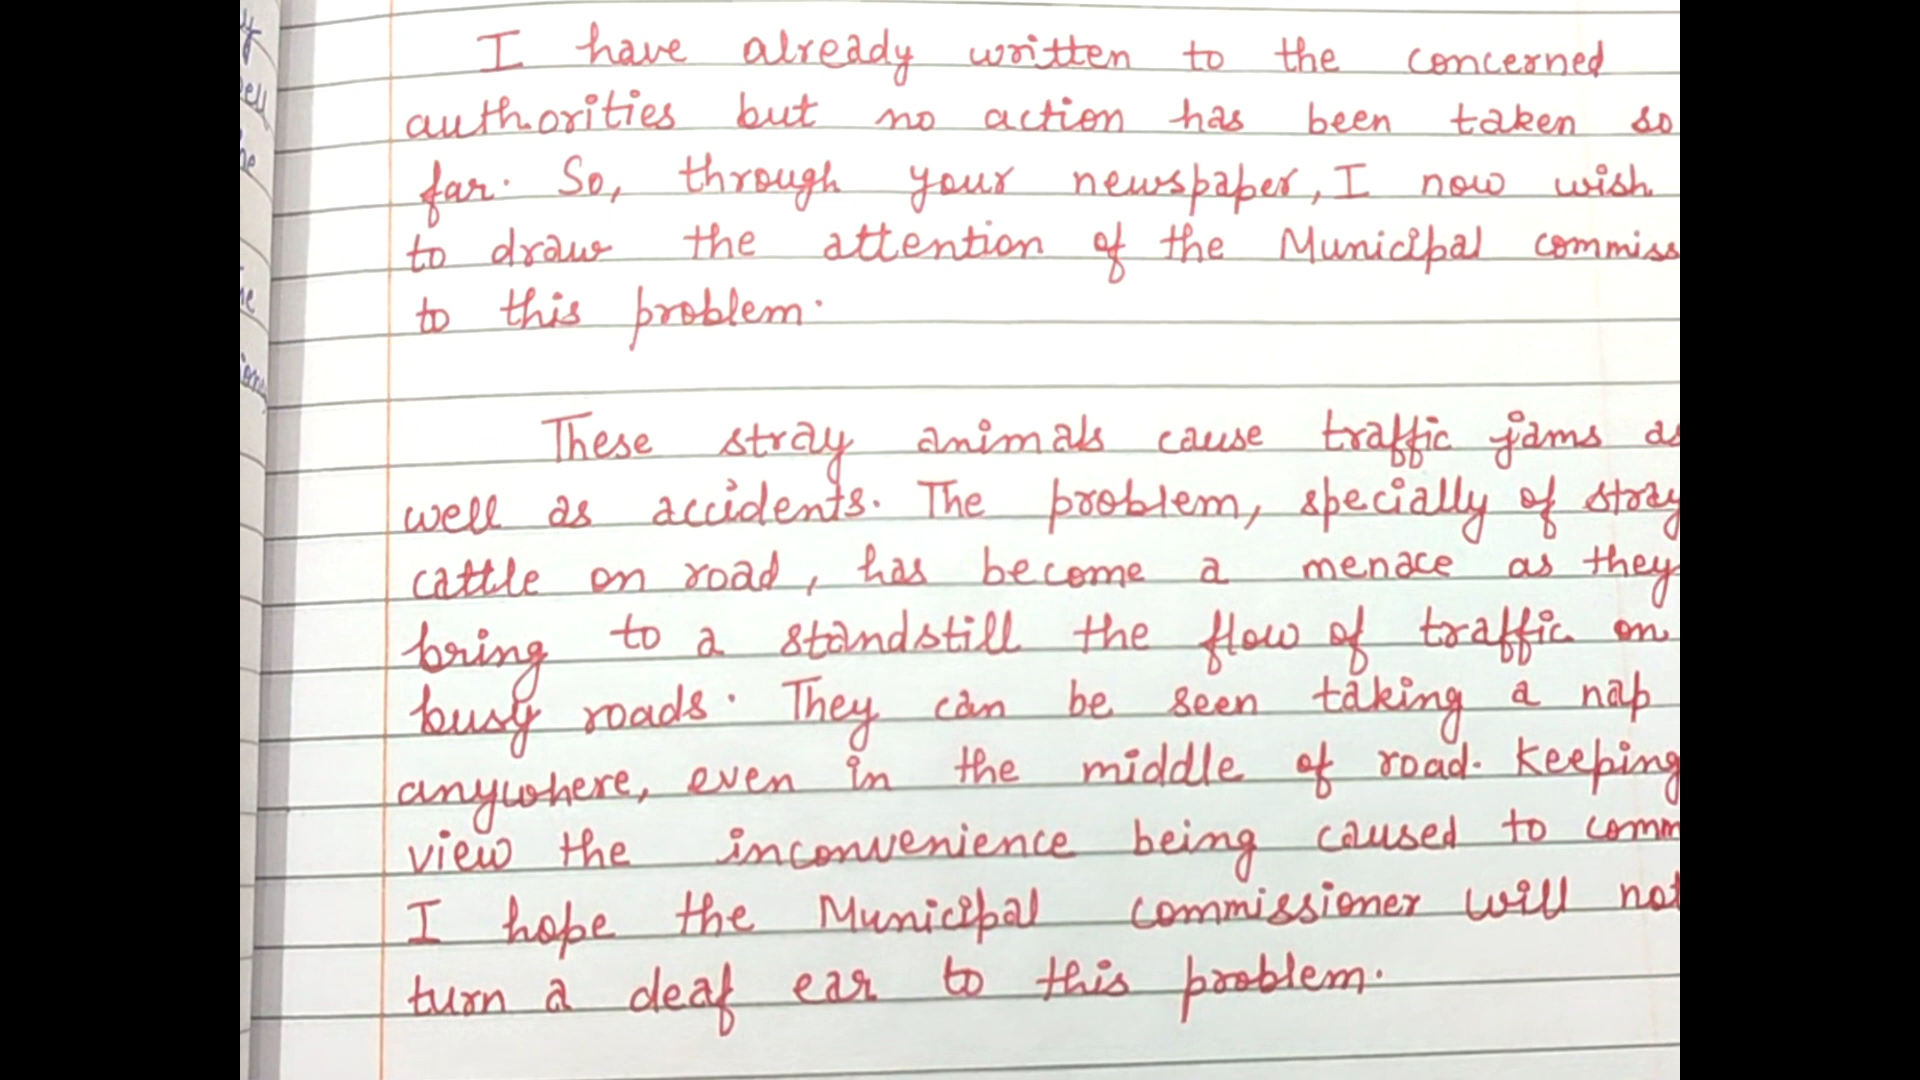 I have already written to the concerned
authorities but no action has been taken so
far. So, through your newspaper, I now wish
to draw the attention of the Municipal commiss
to this problem.
These stray animals cause traffic jams as
well as accidents. The problem, specially of stray
cattle on road, has become a menace as they
bring to a standstill the flow of traffic on
busy roads. They can be seen taking a nap
anywhere, even in the middle of road. Keeping
view the inconvenience being caused to comm
I hope the Municipal commissioner will not
turn a deaf ear to this problem.